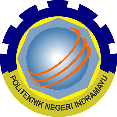 POLITEKNIK NEGERI INDRAMAYU